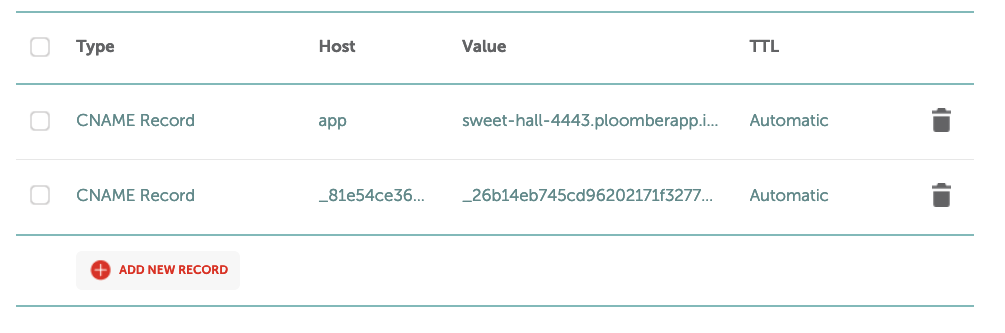 Type Host Value TTL
CNAME Record app sweet-hall-4443.ploomberapp.i... Automatic
CNAME Record _81e54ce36... _26b14eb745cd96202171f3277... Automatic
ADD NEW RECORD